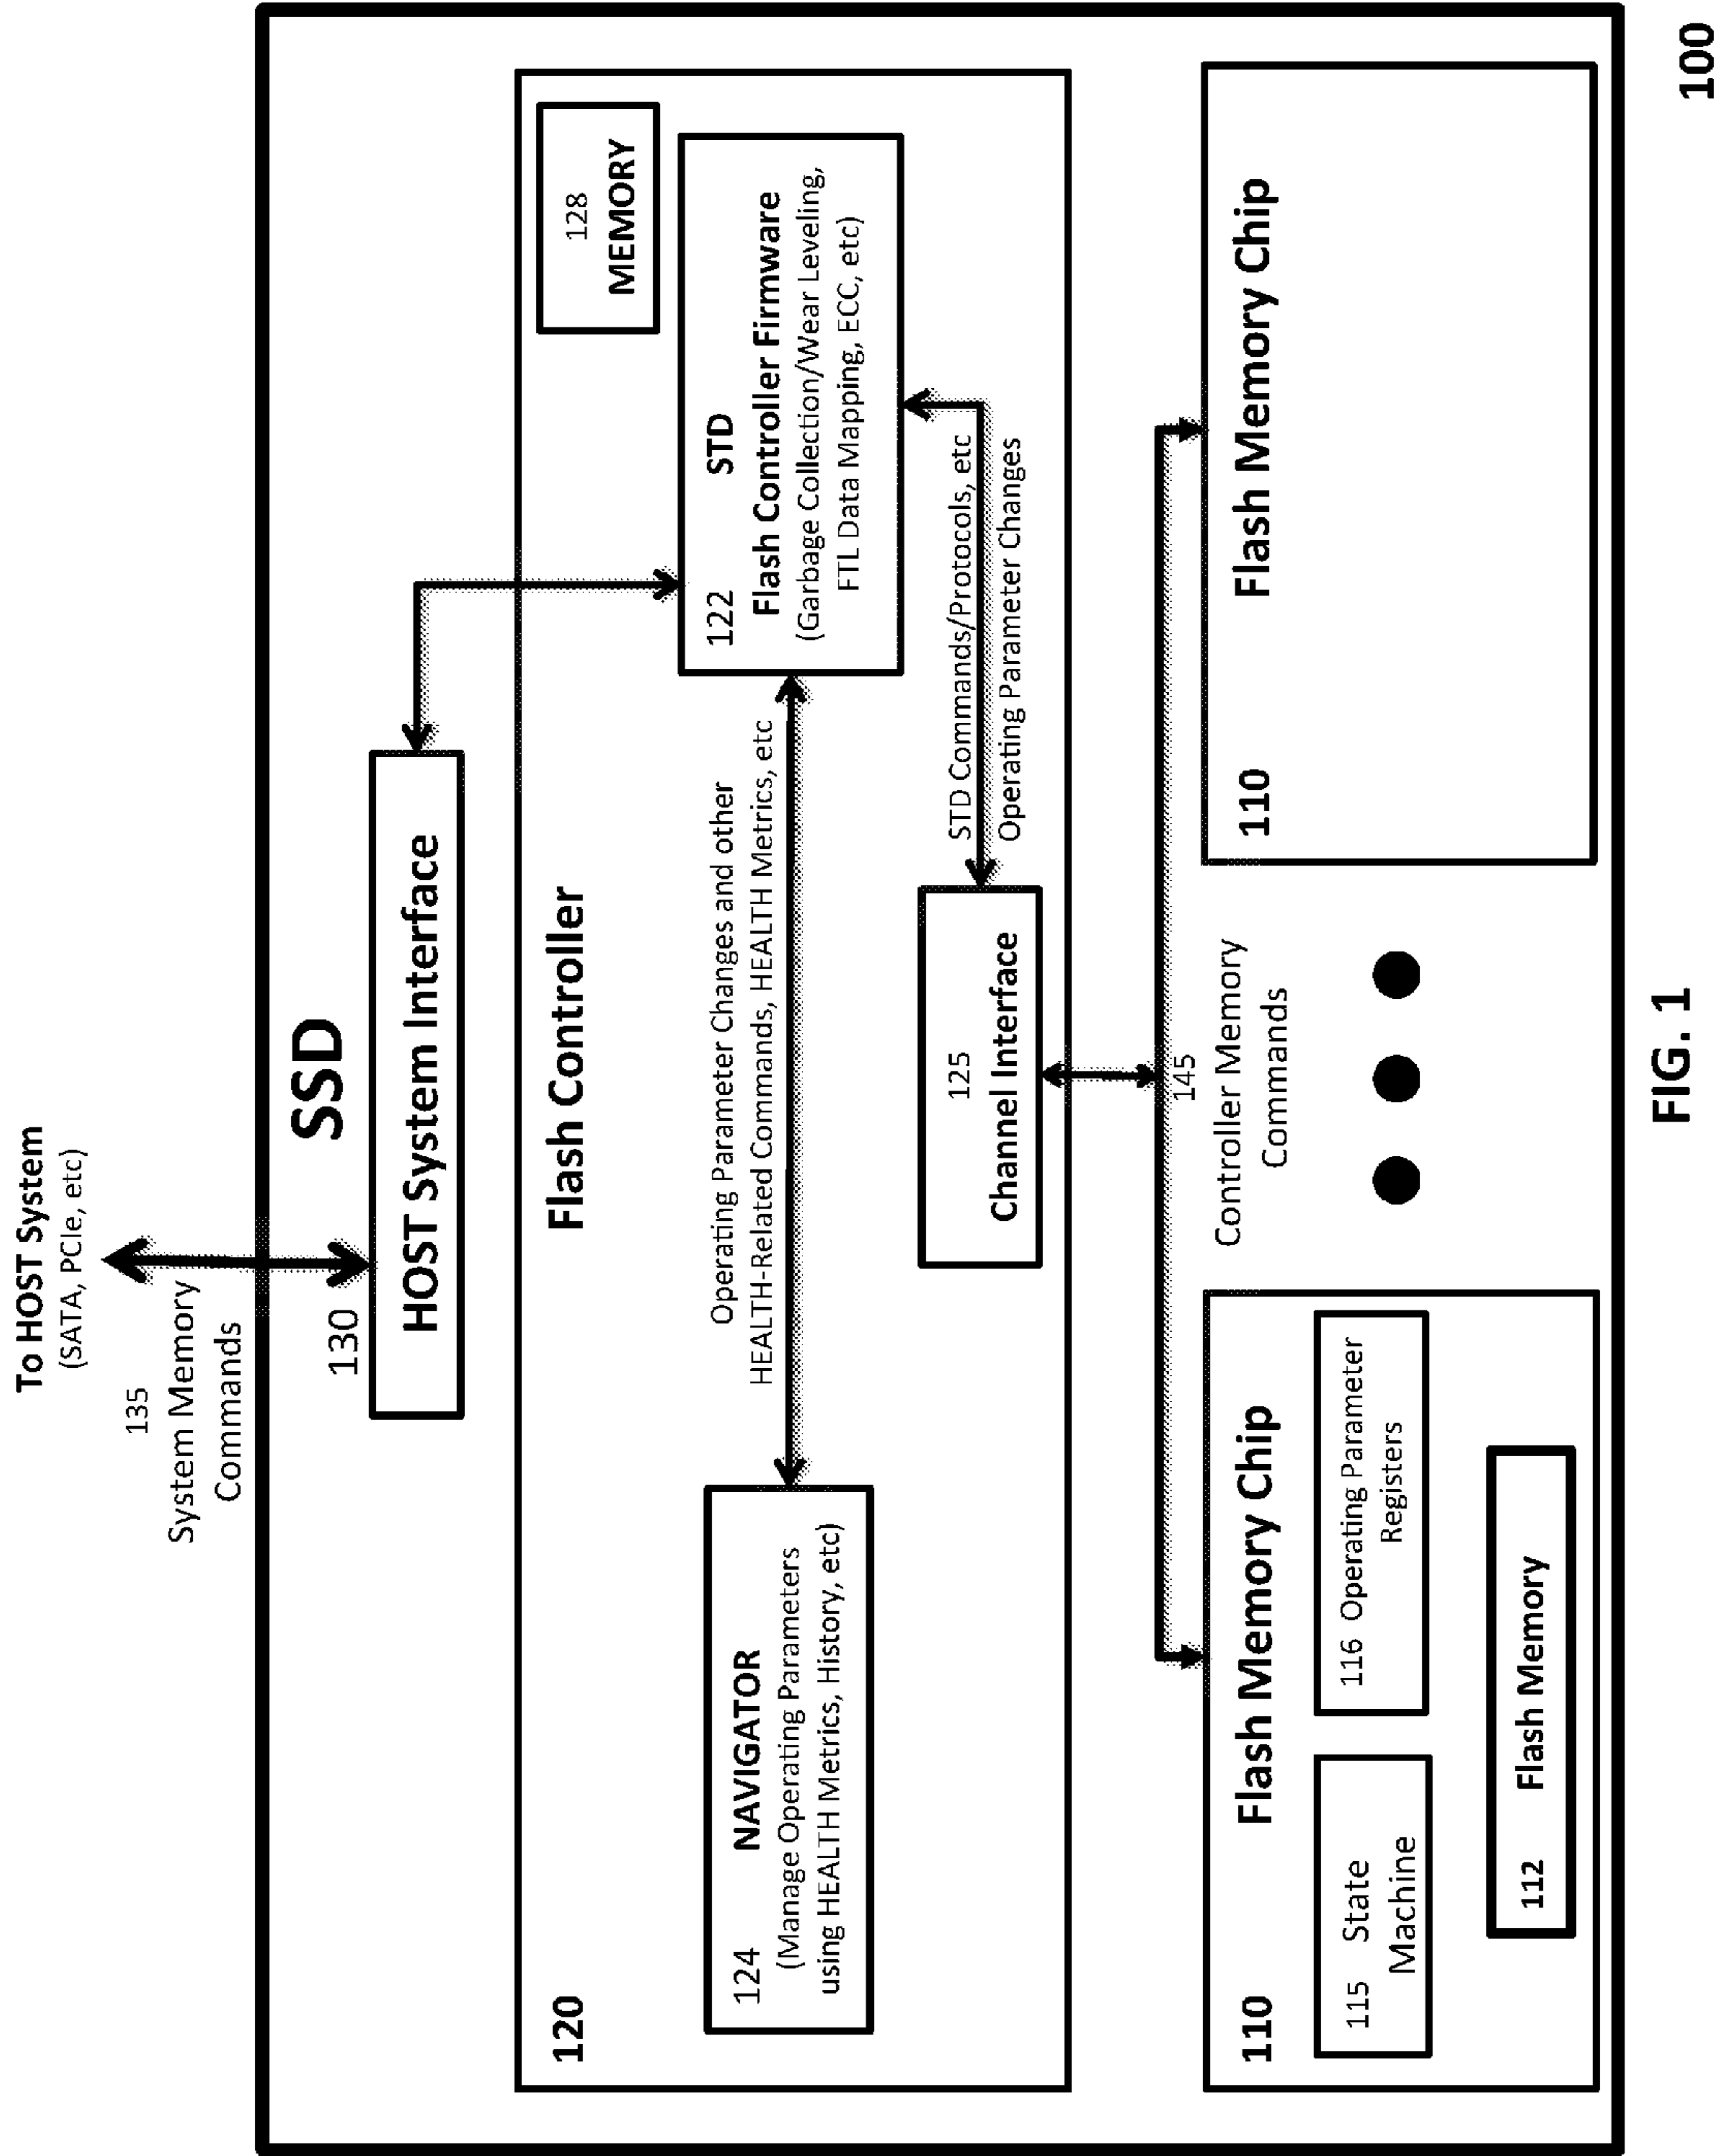 To HOST System
(SATA, PCIe, etc)
135
System Memory
Commands
SSD
130
HOST System Interface
120
Flash Controller
128
MEMORY
124 NAVIGATOR
(Manage Operating Parameters
using HEALTH Metrics, History, etc)
Operating Parameter Changes and other
HEALTH-Related Commands, HEALTH Metrics, etc
122 STD
Flash Controller Firmware
(Garbage Collection/Wear Leveling,
FTL Data Mapping, ECC, etc)
STD Commands/Protocols, etc
Operating Parameter Changes
125
Channel Interface
145
Controller Memory
Commands
110 Flash Memory Chip
115 State
Machine
116 Operating Parameter
Registers
112 Flash Memory
110 Flash Memory Chip
FIG. 1
100